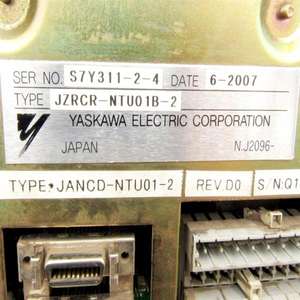 SER NO. S7Y311-2-4 DATE 6-2007
TYPE JZRCR-NTU01B-2
YASKAWA ELECTRIC CORPORATION
JAPAN N.J2096-
TYPE:JANCD-NTU01-2 REV.D0 S/N:Q1